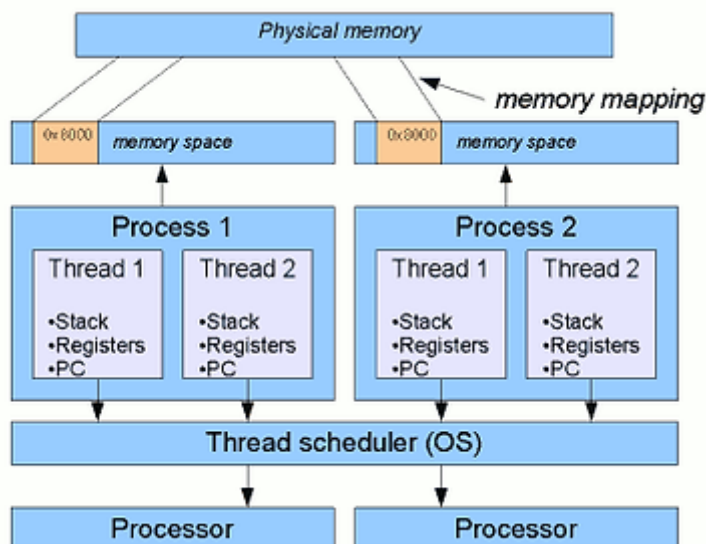 Physical memory
memory mapping
0x8000 memory space
0x8000 memory space
Process 1
Process 2
Thread 1
Thread 2
Thread 1
Thread 2
•Stack
•Registers
•PC
•Stack
•Registers
•PC
•Stack
•Registers
•PC
•Stack
•Registers
•PC
Thread scheduler (OS)
Processor
Processor